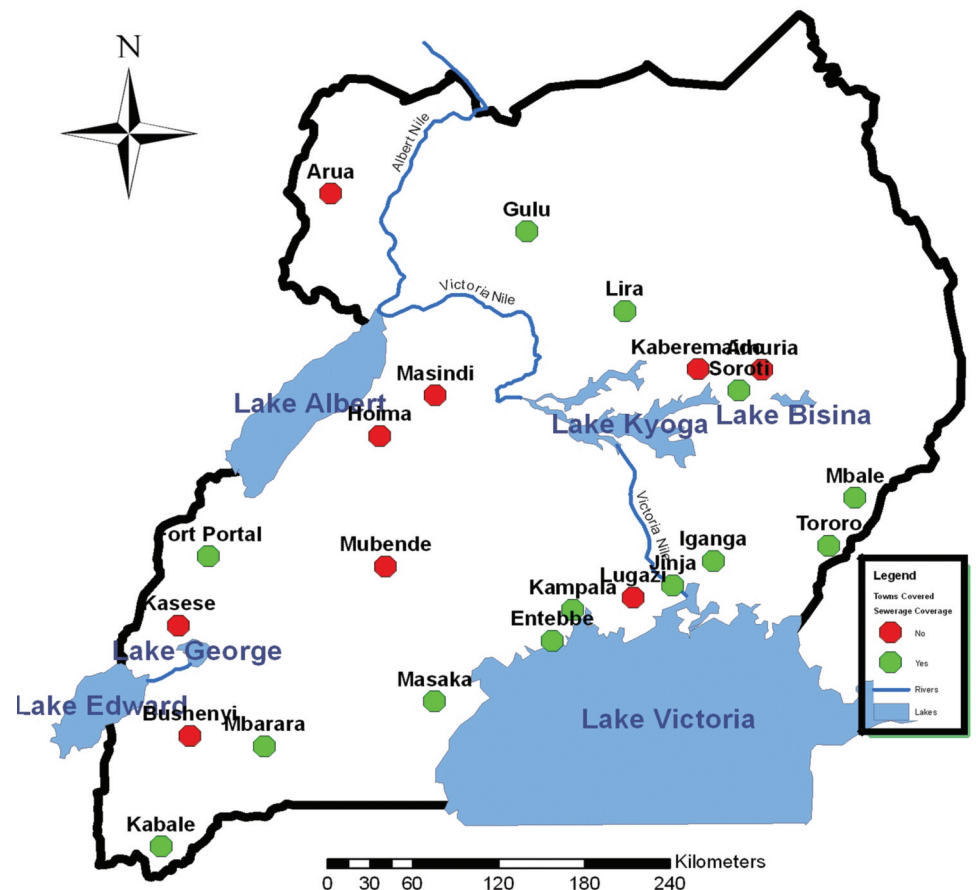 N
Albert Nile
Arua
Gulu
Victoria Nile
Lira
Kaberemaido
Amuria
Soroti
Masindi
Lake Albert
Hoima
Lake Kyoga
Lake Bisina
Mbale
Victoria Nile
Tororo
Fort Portal
Mubende
Iganga
Jinja
Lugazi
Kampala
Kasese
Entebbe
Lake George
Masaka
Lake Edward
Bushenyi
Mbarara
Lake Victoria
Kabale
Legend
Towns Covered
Sewerage Coverage
No
Yes
Rivers
Lakes
Kilometers
0 30 60 120 180 240